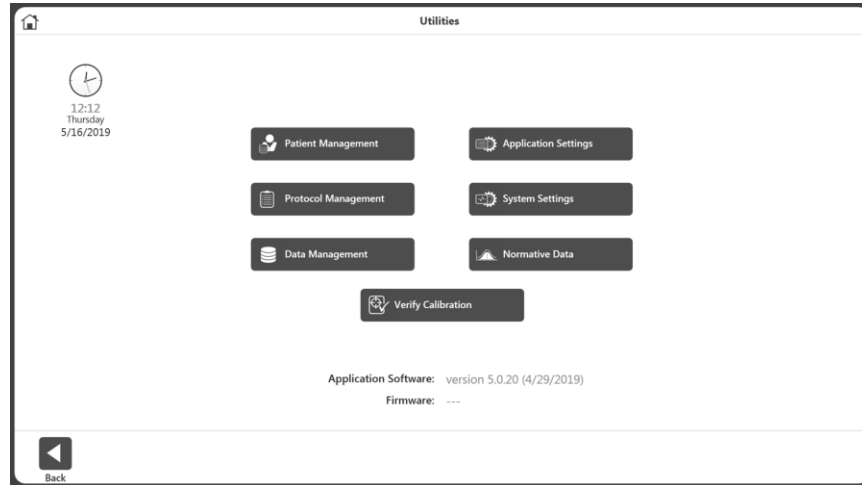 Utilities
12:12
Thursday
5/16/2019
Patient Management
Application Settings
Protocol Management
System Settings
Data Management
Normative Data
Verify Calibration
Application Software: version 5.0.20 (4/29/2019)
Firmware: ---
Back